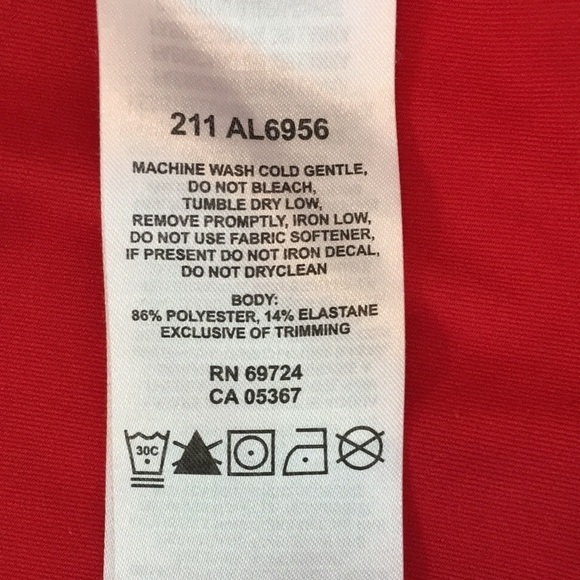 211 AL6956
MACHINE WASH COLD GENTLE,
DO NOT BLEACH,
TUMBLE DRY LOW,
REMOVE PROMPTLY, IRON LOW,
DO NOT USE FABRIC SOFTENER,
IF PRESENT DO NOT IRON DECAL,
DO NOT DRYCLEAN
BODY:
86% POLYESTER, 14% ELASTANE
EXCLUSIVE OF TRIMMING
RN 69724
CA 05367
30C